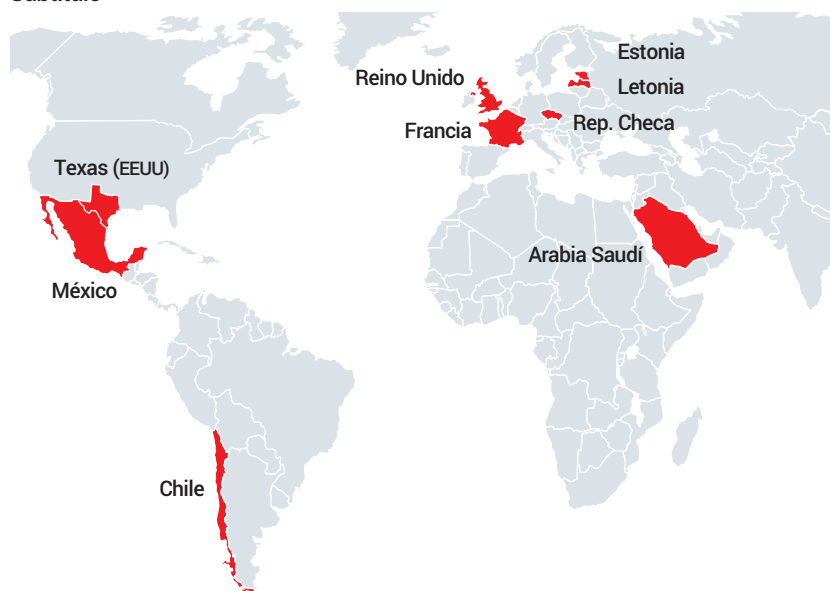 Estonia
Reino Unido
Letonia
Francia
Rep. Checa
Texas (EEUU)
Arabia Saudí
México
Chile